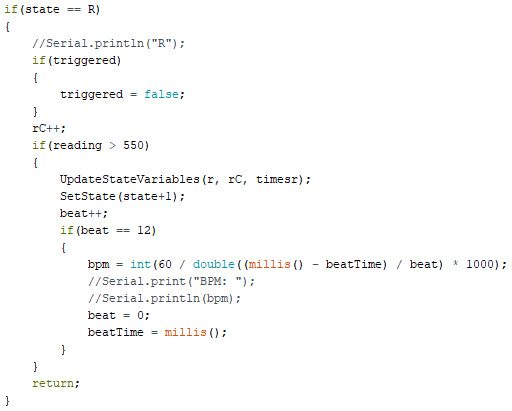 if(state == R)
{
    //Serial.println("R");
    if(triggered)
    {
        triggered = false;
    }
    rC++;
    if(reading > 550)
    {
        UpdateStateVariables(r, rC, timesr);
        SetState(state+1);
        beat++;
        if(beat == 12)
        {
            bpm = int(60 / double((millis() - beatTime) / beat) * 1000);
            //Serial.print("BPM: ");
            //Serial.println(bpm);
            beat = 0;
            beatTime = millis();
        }
    }
    return;
}